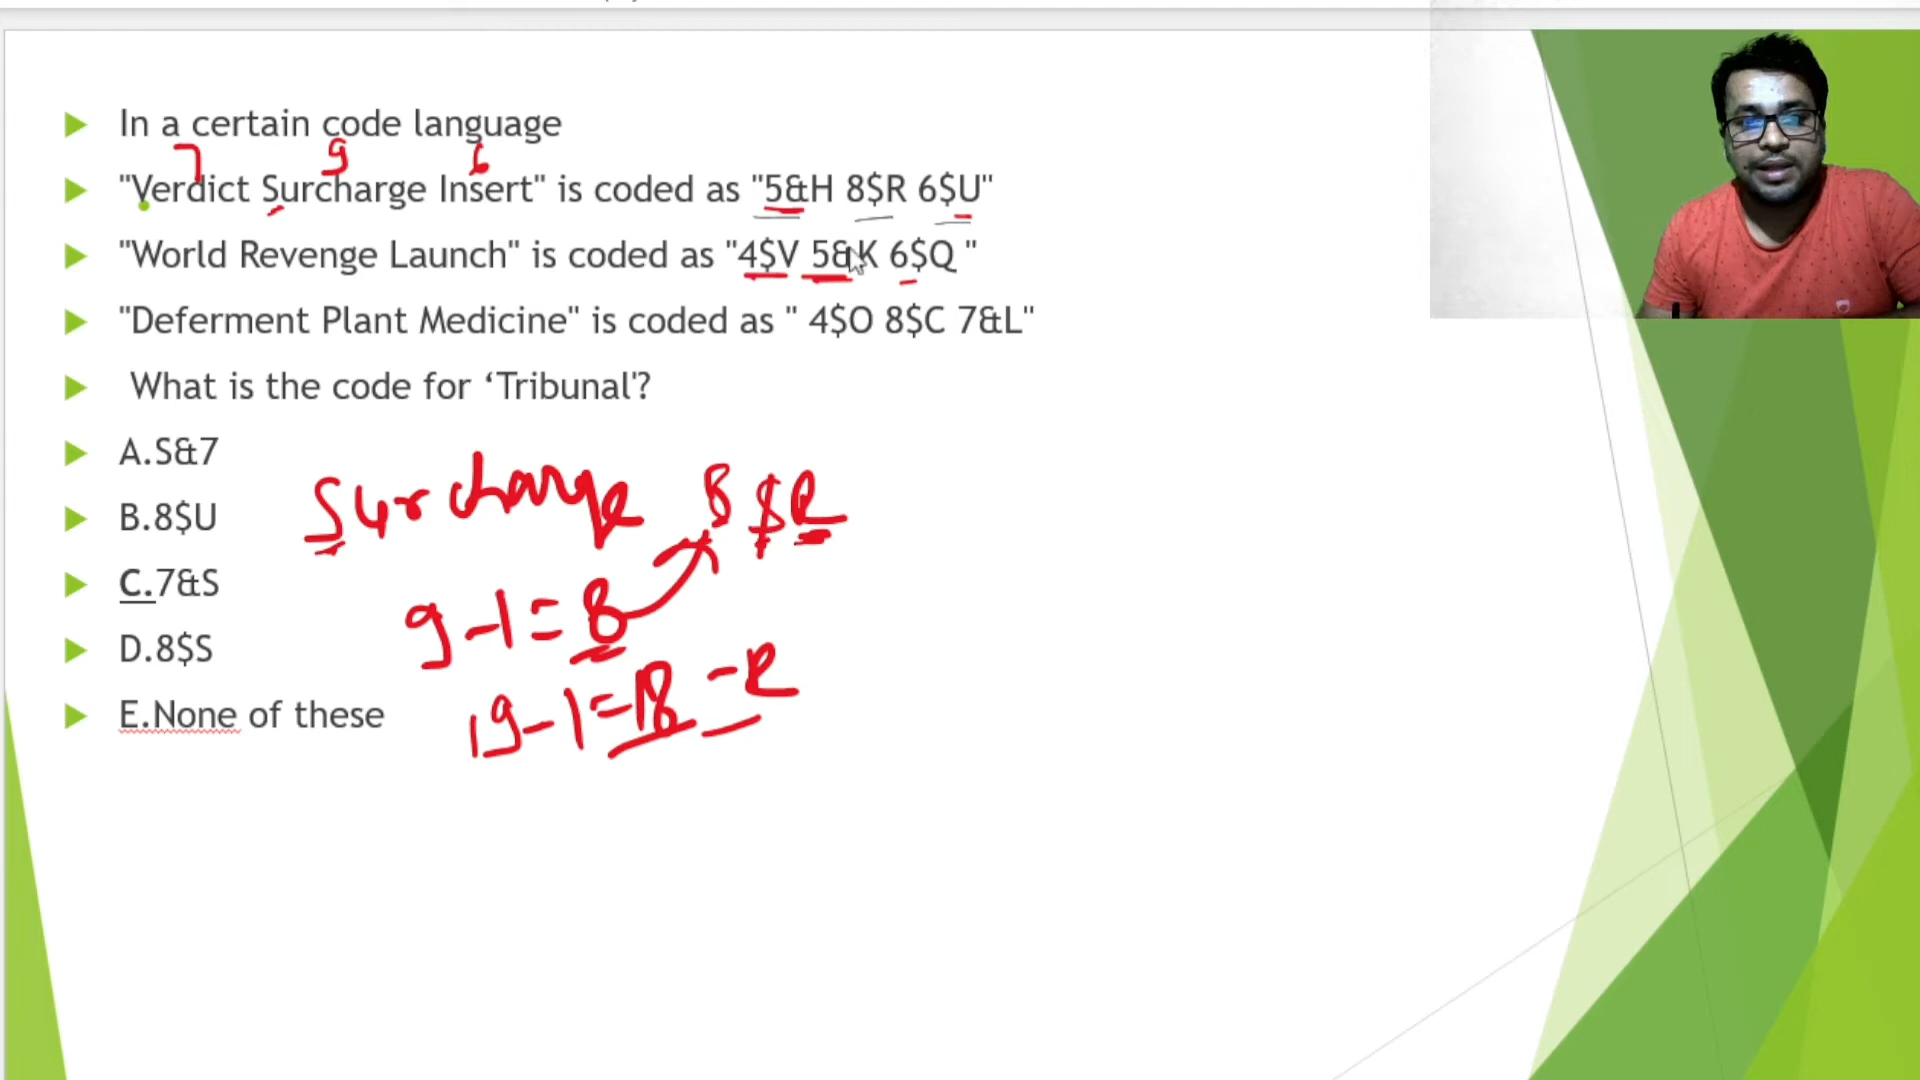 In a certain code language
7 9 6
"Verdict Surcharge Insert" is coded as "5&H 8$R 6$U"
"World Revenge Launch" is coded as "4$V 5&K 6$Q "
"Deferment Plant Medicine" is coded as " 4$O 8$C 7&L"
What is the code for ‘Tribunal'?
A.S&7
B.8$U
C.7&S
D.8$S
E.None of these
Surcharge 8 $ R
9-1=8
19-1=18 -R